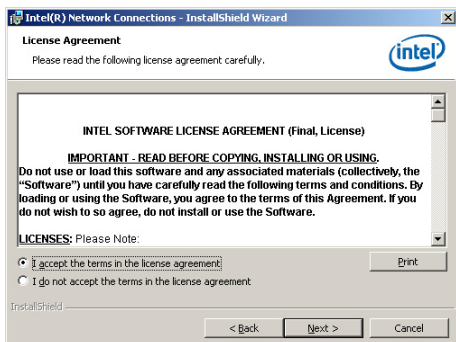 Intel(R) Network Connections - InstallShield Wizard
License Agreement
Please read the following license agreement carefully.
intel
INTEL SOFTWARE LICENSE AGREEMENT (Final, License)
IMPORTANT - READ BEFORE COPYING, INSTALLING OR USING.
Do not use or load this software and any associated materials (collectively, the
“Software”) until you have carefully read the following terms and conditions. By
loading or using the Software, you agree to the terms of this Agreement. If you
do not wish to so agree, do not install or use the Software.
LICENSES: Please Note:
I accept the terms in the license agreement
Print
I do not accept the terms in the license agreement
InstallShield
< Back
Next >
Cancel